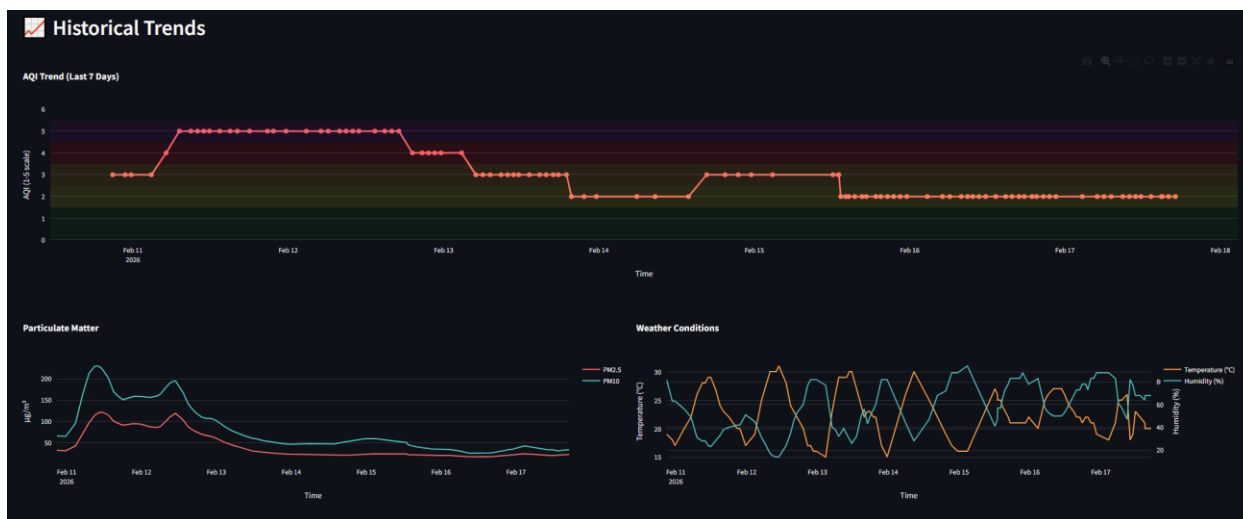 📈 Historical Trends
AQI Trend (Last 7 Days)
6
5
4
3
2
1
0
AQI (1-5 scale)
Feb 11
2026
Feb 12
Feb 13
Feb 14
Feb 15
Feb 16
Feb 17
Feb 18
Time
Particulate Matter
PM2.5
PM10
200
150
100
50
µg/m³
Feb 11
2026
Feb 12
Feb 13
Feb 14
Feb 15
Feb 16
Feb 17
Time
Weather Conditions
Temperature (°C)
Humidity (%)
30
25
20
15
Temperature (°C)
8
60
40
20
Humidity (%)
Feb 11
2026
Feb 12
Feb 13
Feb 14
Feb 15
Feb 16
Feb 17
Time